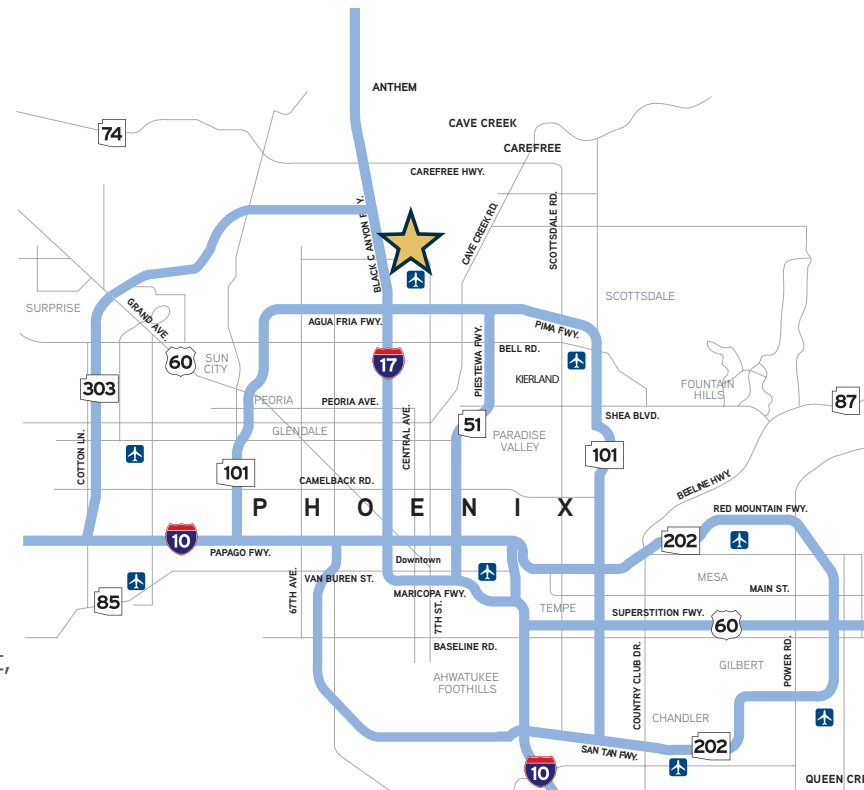 ANTHEM
CAVE CREEK
74
CAREFREE
CAREFREE HWY.
SCOTTSDALE RD.
CAVE CREEK RD.
SCOTTSDALE
SURPRISE
GRAND AVE.
AGUA FRIA FWY.
PIMA FWY.
PIESTEWA FWY.
BELL RD.
60
SUN
CITY
17
KIERLAND
303
FOUNTAIN
HILLS
87
PEORIA
PEORIA AVE.
SHEA BLVD.
51
CENTRAL AVE.
GLENDALE
PARADISE
VALLEY
COTTON LN.
101
101
CAMELBACK RD.
BEELINE HWY.
PHOENIX
RED MOUNTAIN FWY.
10
202
PAPAGO FWY.
Downtown
67TH AVE.
VAN BUREN ST.
MESA
85
MARICOPA FWY.
MAIN ST.
7TH ST.
TEMPE
SUPERSTITION FWY.
60
BASELINE RD.
POWER RD.
COUNTRY CLUB DR.
GILBERT
AHWATUKEE
FOOTHILLS
CHANDLER
202
SAN TAN FWY.
10